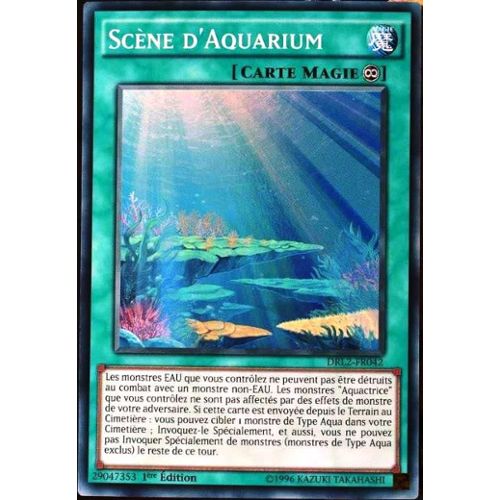 Scène d'Aquarium
魔
[Carte Magie]
DRL2-FR042
Les monstres EAU que vous contrôlez ne peuvent pas être détruits
au combat avec un monstre non-EAU. Les monstres "Aquactrice"
que vous contrôlez ne sont pas affectés par des effets de monstre
de votre adversaire. Si cette carte est envoyée depuis le Terrain au
Cimetière : vous pouvez cibler 1 monstre de Type Aqua dans votre
Cimetière ; Invoquez-le Spécialement, et aussi, vous ne pouvez
pas Invoquer Spécialement de monstres (monstres de Type Aqua
exclus) le reste de ce tour.
29047353 1ère Édition ©1996 KAZUKI TAKAHASHI